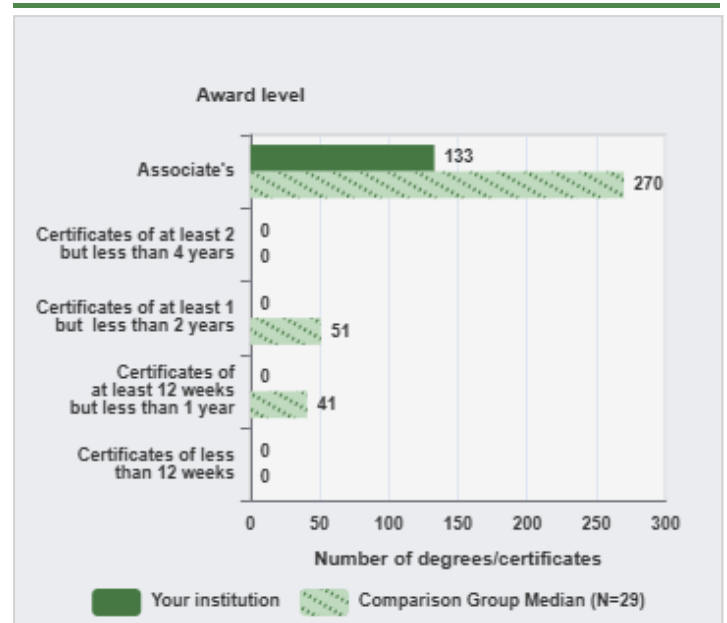 Award level
Associate's
133
270
Certificates of at least 2
but less than 4 years
0
0
Certificates of at least 1
but less than 2 years
0
51
Certificates of
at least 12 weeks
but less than 1 year
0
41
Certificates of less
than 12 weeks
0
0
0 50 100 150 200 250 300
Number of degrees/certificates
Your institution Comparison Group Median (N=29)